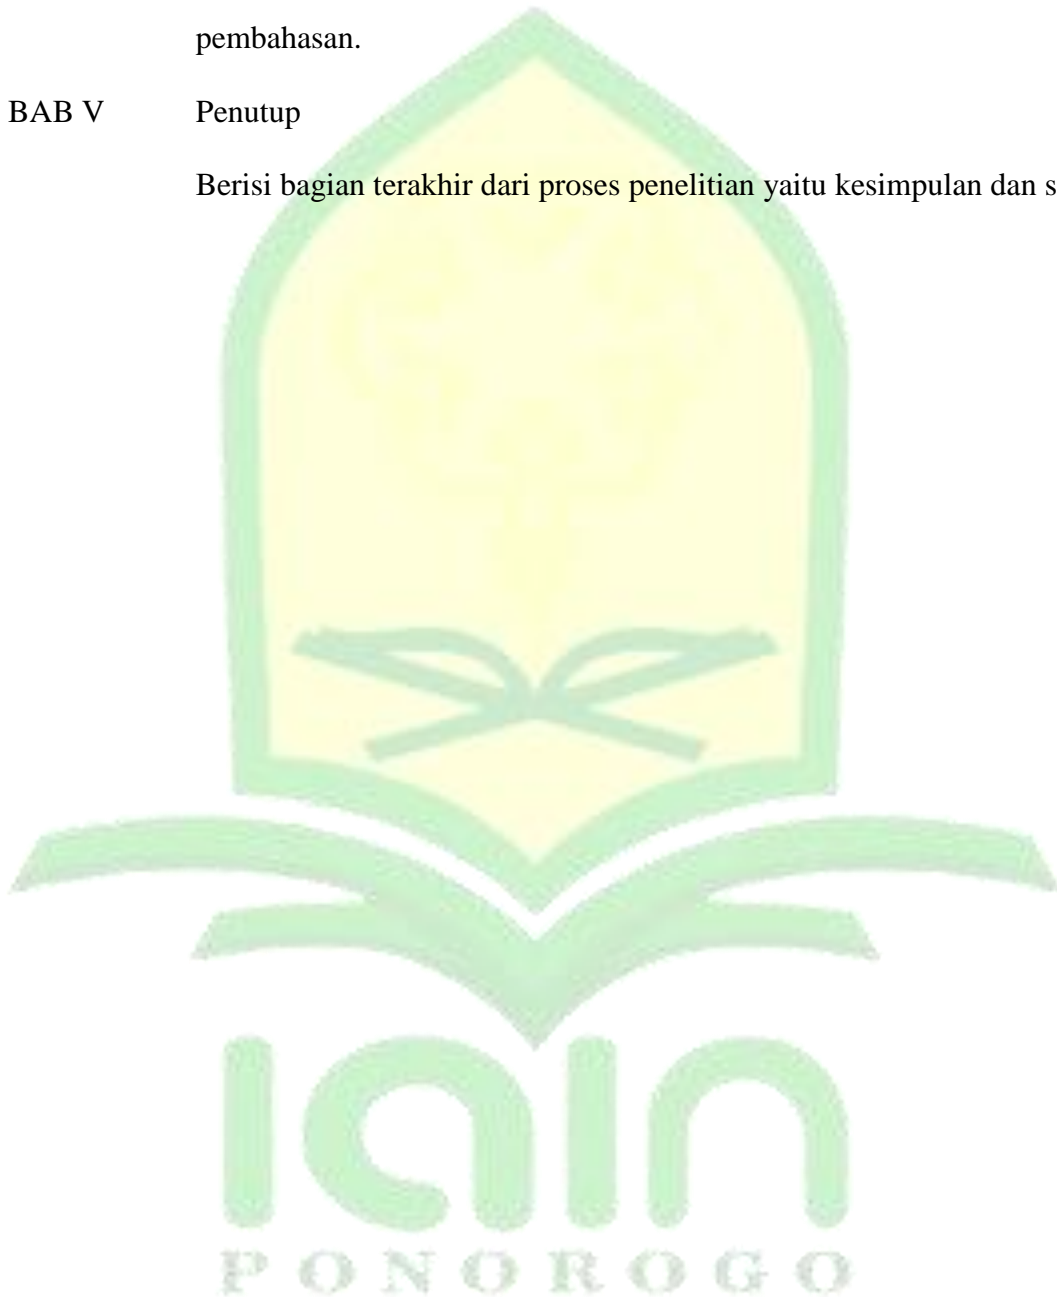 pembahasan.
BAB V Penutup
Berisi bagian terakhir dari proses penelitian yaitu kesimpulan dan s
iain
PONOROGO